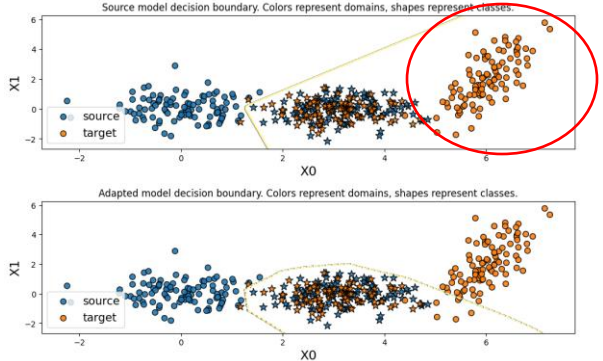 Source model decision boundary. Colors represent domains, shapes represent classes.
6
4
2
0
−2
X1
source
target
−2
0
2
4
6
X0
Adapted model decision boundary. Colors represent domains, shapes represent classes.
6
4
2
0
−2
X1
source
target
−2
0
2
4
6
X0